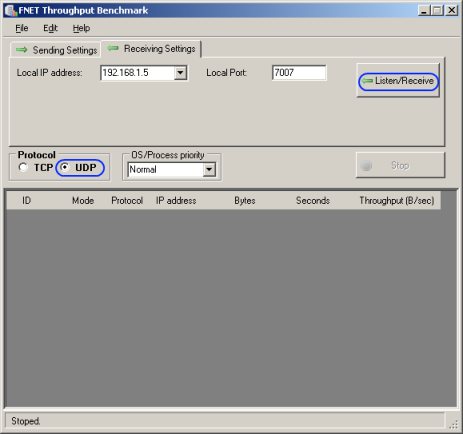 FNET Throughput Benchmark
File Edit Help
Sending Settings Receiving Settings
Local IP address: 192.168.1.5 Local Port: 7007
Listen/Receive
Protocol OS/Process priority
TCP UDP Normal Stop
ID Mode Protocol IP address Bytes Seconds Throughput (B/sec)
Stoped.